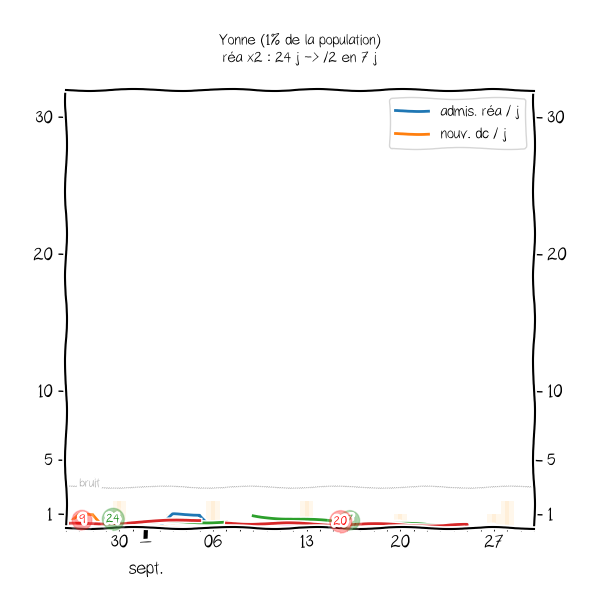 Yonne (1% de la population)
réa x2 : 24 j -> /2 en 7 j
admis. réa / j
nouv. dc / j
30 30
20 20
10 10
5 5
bruit
1 1
9 24 20
30 06 13 20 27
sept.